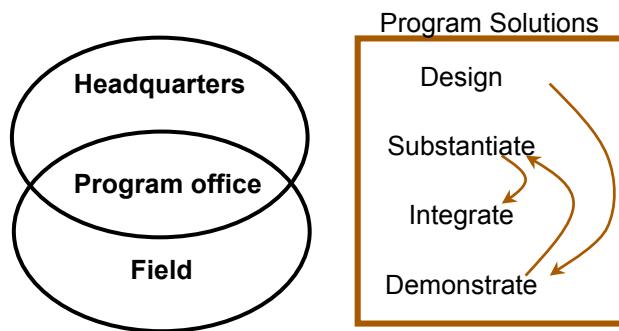 Headquarters
Program office
Field
Program Solutions
Design
Substantiate
Integrate
Demonstrate